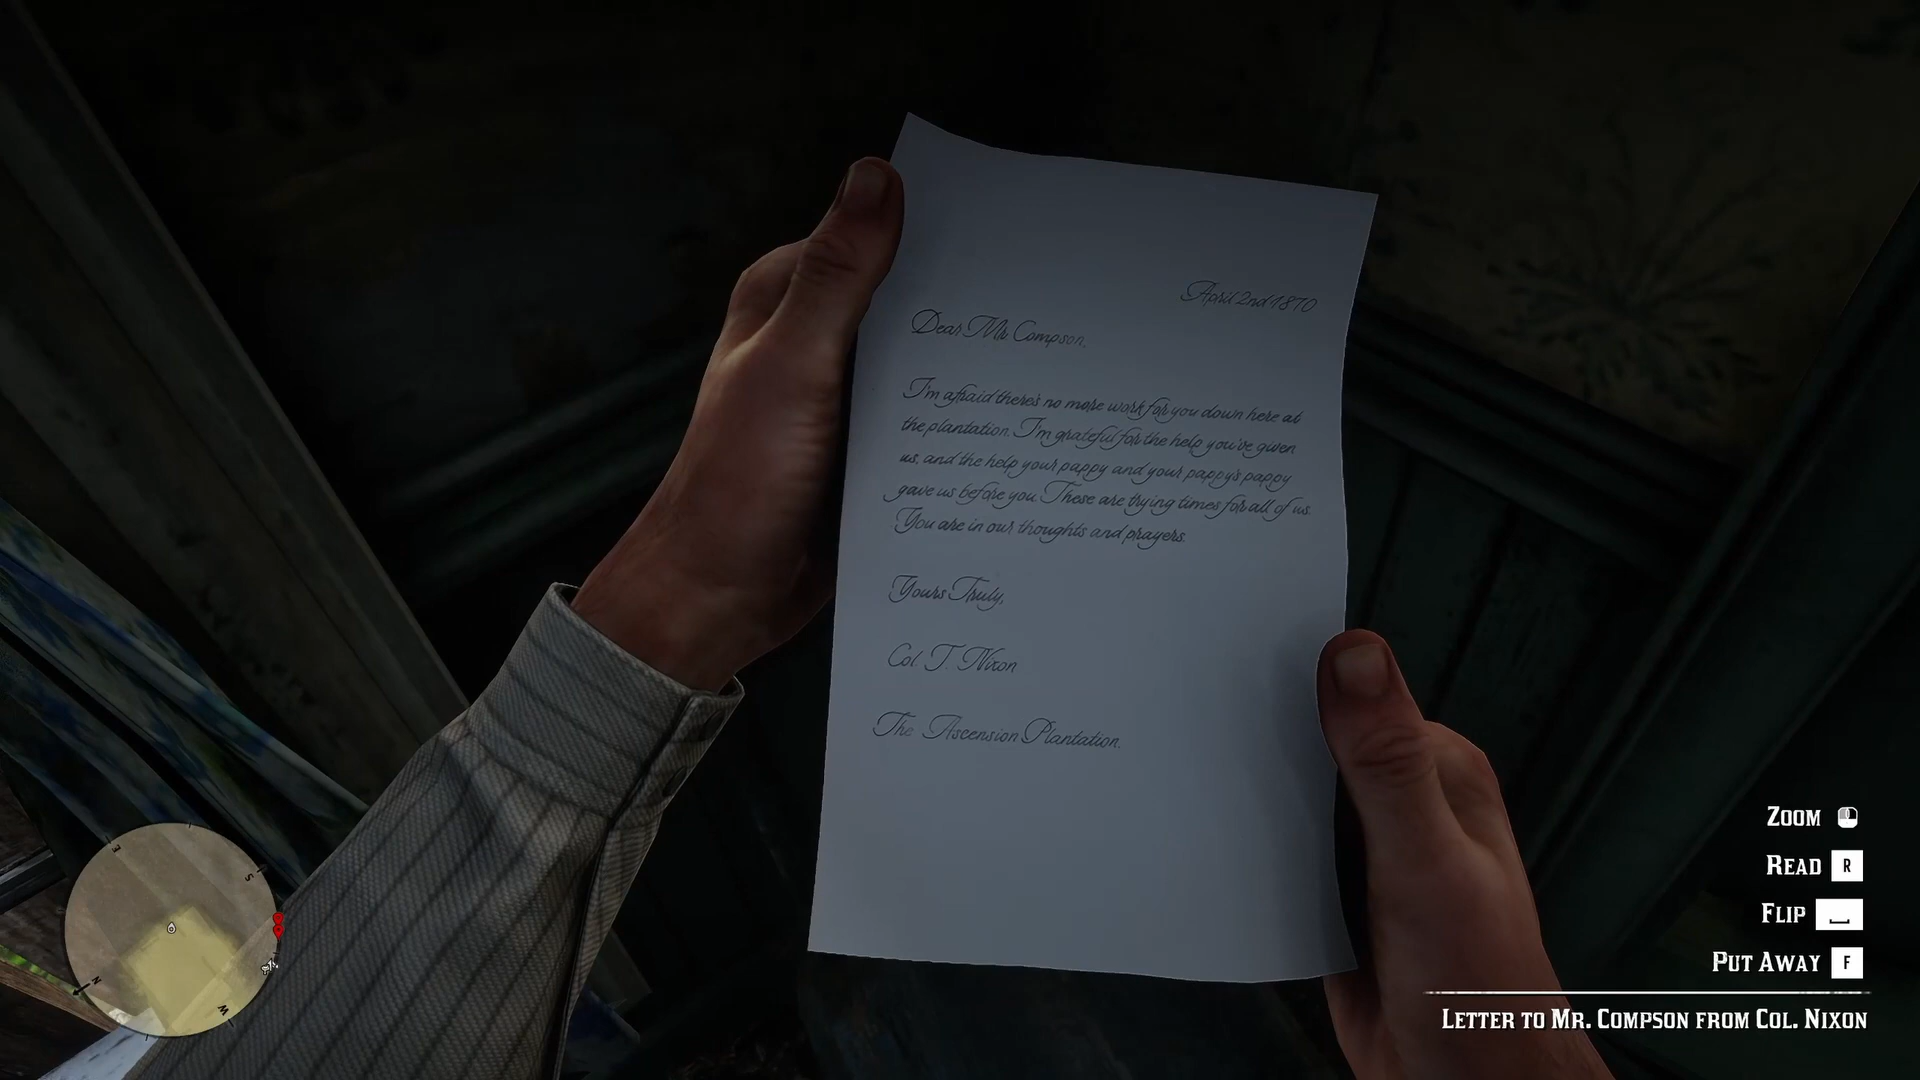 April 2nd 1870
Dear Mr. Compson,
I'm afraid there's no more work for you down here at
the plantation. I'm grateful for the help you've given
us, and the help your pappy and your pappy's pappy
gave us before you. These are trying times for all of us.
You are in our thoughts and prayers.
Yours Truly,
Col. T. Nixon
The Ascension Plantation.
ZOOM
READ R
FLIP
PUT AWAY F
LETTER TO MR. COMPSON FROM COL. NIXON
E
S
N
W